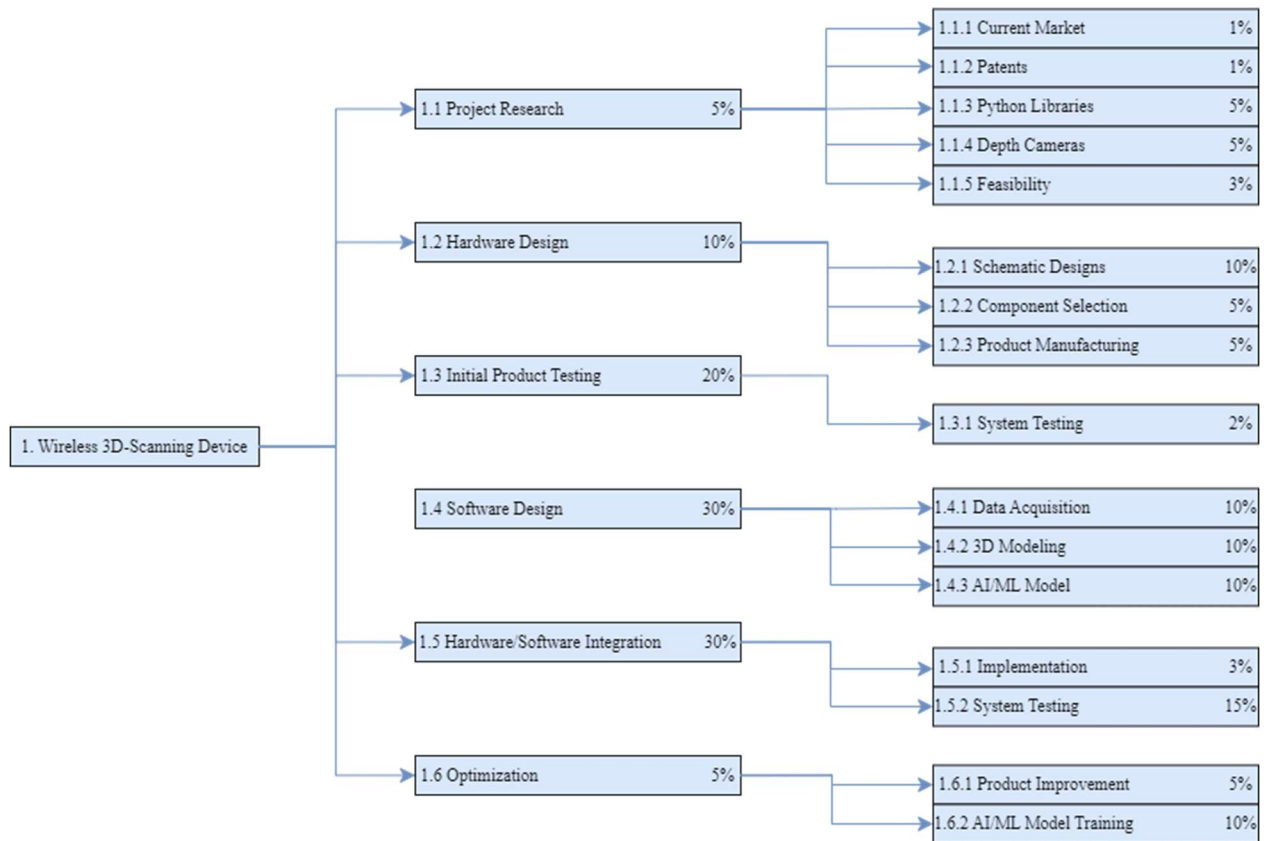 1. Wireless 3D-Scanning Device
1.1 Project Research 5%
1.1.1 Current Market 1%
1.1.2 Patents 1%
1.1.3 Python Libraries 5%
1.1.4 Depth Cameras 5%
1.1.5 Feasibility 3%
1.2 Hardware Design 10%
1.2.1 Schematic Designs 10%
1.2.2 Component Selection 5%
1.2.3 Product Manufacturing 5%
1.3 Initial Product Testing 20%
1.3.1 System Testing 2%
1.4 Software Design 30%
1.4.1 Data Acquisition 10%
1.4.2 3D Modeling 10%
1.4.3 AI/ML Model 10%
1.5 Hardware/Software Integration 30%
1.5.1 Implementation 3%
1.5.2 System Testing 15%
1.6 Optimization 5%
1.6.1 Product Improvement 5%
1.6.2 AI/ML Model Training 10%